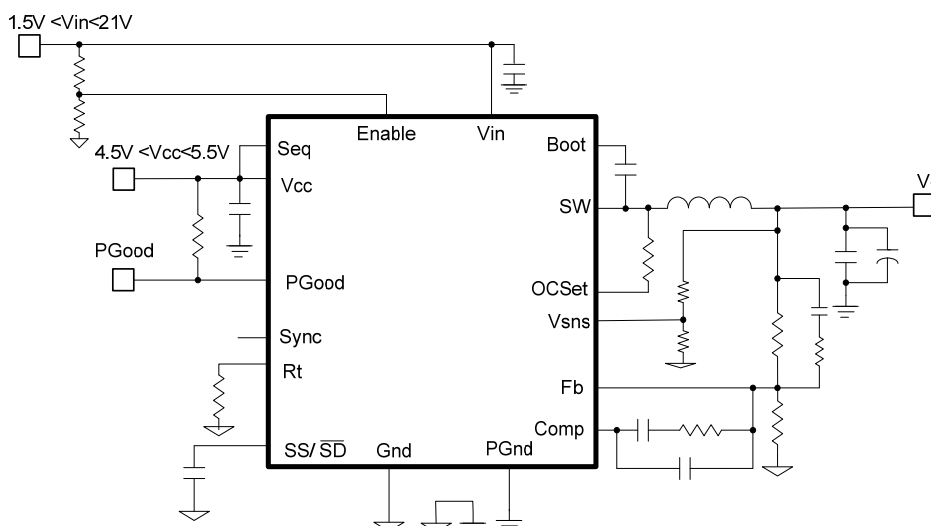 1.5V <Vin<21V
Enable
Vin
Seq
Boot
4.5V <Vcc<5.5V
Vcc
SW
PGood
PGood
OCSet
Vsns
Sync
Rt
Fb
Comp
SS/ SD
Gnd
PGnd